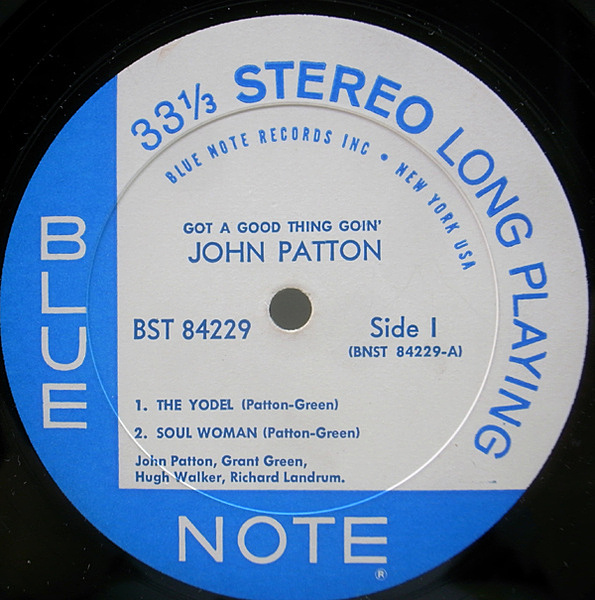 33⅓ STEREO LONG PLAYING
BLUE NOTE RECORDS INC • NEW YORK USA
GOT A GOOD THING GOIN'
JOHN PATTON
BST 84229
Side I
(BNST 84229-A)
1. THE YODEL (Patton-Green)
2. SOUL WOMAN (Patton-Green)
John Patton, Grant Green,
Hugh Walker, Richard Landrum.
BLUE
NOTE
®